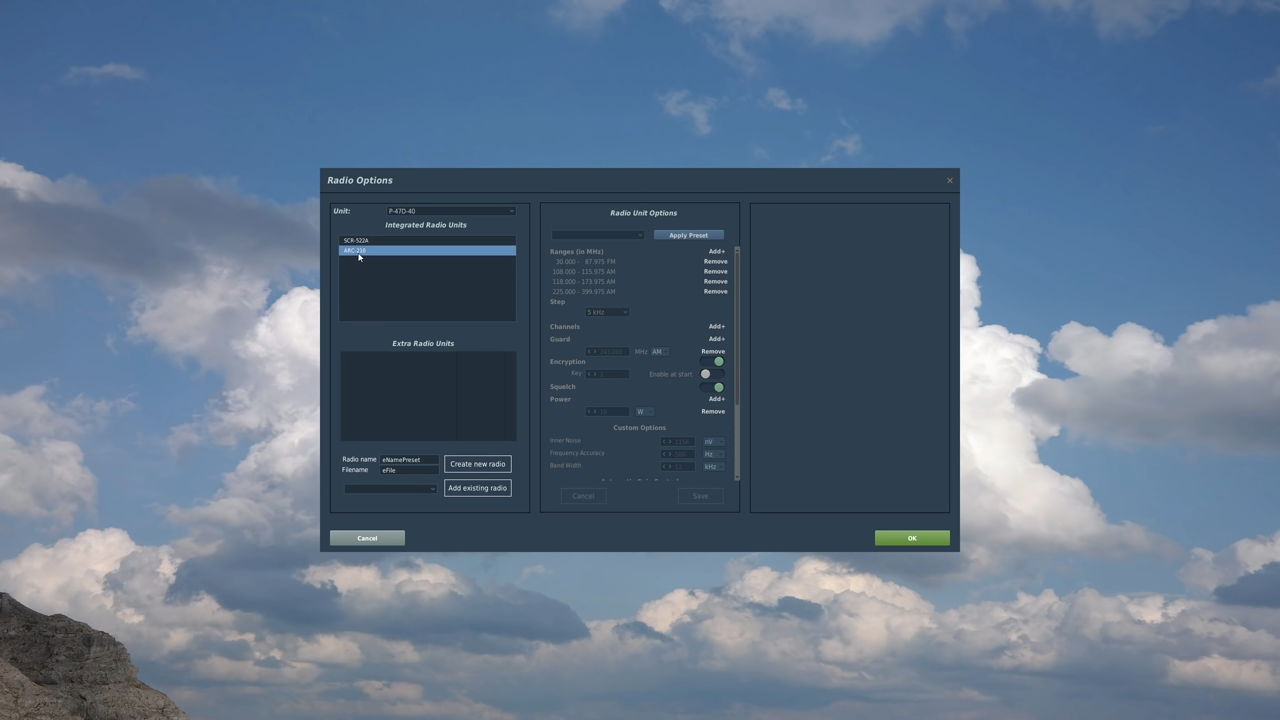 Radio Options
Unit: P-47D-40
Integrated Radio Units
SCR-522A
ARC-210
Extra Radio Units
Radio name eNamePreset
Filename eFile
Create new radio
Add existing radio
Radio Unit Options
Apply Preset
Ranges (in MHz) Add+
30.000 - 87.975 FM Remove
108.000 - 115.975 AM Remove
118.000 - 173.975 AM Remove
225.000 - 399.975 AM Remove
Step
5 kHz
Channels Add+
Guard Add+
MHz AM Remove
Encryption
Key 1 Enable at start
Squelch
Power Add+
10 W Remove
Custom Options
Inner Noise nV
Frequency Accuracy Hz
Band Width 12 kHz
Cancel Save
Cancel OK